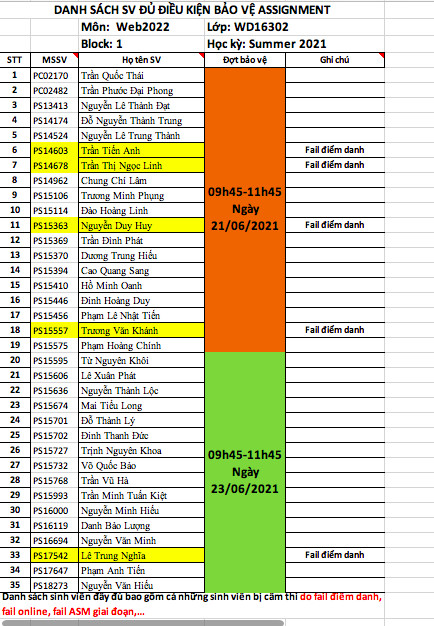 DANH SÁCH SV ĐỦ ĐIỀU KIỆN BẢO VỆ ASSIGNMENT
Môn: Web2022 Lớp: WD16302
Block: 1 Học kỳ: Summer 2021
STT MSSV Họ tên SV Đợt bảo vệ Ghi chú
1 PC02170 Trần Quốc Thái
2 PC02482 Trần Phước Đại Phong
3 PS13413 Nguyễn Lê Thành Đạt
4 PS14174 Đỗ Nguyễn Thành Trung
5 PS14524 Nguyễn Lê Trung Thành
6 PS14603 Trần Tiến Anh Fail điểm danh
7 PS14678 Trần Thị Ngọc Linh Fail điểm danh
8 PS14962 Chung Chí Lâm
9 PS15106 Trương Minh Phụng
10 PS15114 Đào Hoàng Linh
11 PS15363 Nguyễn Duy Huy Fail điểm danh
12 PS15369 Trần Đình Phát
13 PS15370 Dương Trung Hiếu
14 PS15394 Cao Quang Sang
15 PS15410 Hồ Minh Oanh
16 PS15446 Đinh Hoàng Duy
17 PS15456 Phạm Lê Nhật Tiến
18 PS15557 Trương Văn Khánh Fail điểm danh
19 PS15575 Phạm Hoàng Chính
09h45-11h45
Ngày
21/06/2021
20 PS15595 Từ Nguyên Khôi
21 PS15606 Lê Xuân Phát
22 PS15636 Nguyễn Thành Lộc
23 PS15674 Mai Tiểu Long
24 PS15701 Đỗ Thành Lý
25 PS15702 Đinh Thanh Đức
26 PS15727 Trịnh Nguyên Khoa
27 PS15732 Võ Quốc Bảo
28 PS15768 Trần Vũ Hà
29 PS15993 Trần Minh Tuấn Kiệt
30 PS16000 Nguyễn Minh Hiếu
31 PS16119 Danh Bảo Lượng
32 PS16694 Nguyễn Văn Minh
33 PS17542 Lê Trung Nghĩa Fail điểm danh
34 PS17647 Phạm Anh Tiến
35 PS18273 Nguyễn Văn Hiếu
09h45-11h45
Ngày
23/06/2021
Danh sách sinh viên đầy đủ bao gồm cả những sinh viên bị cấm thi do fail điểm danh,
fail online, fail ASM giai đoạn,...